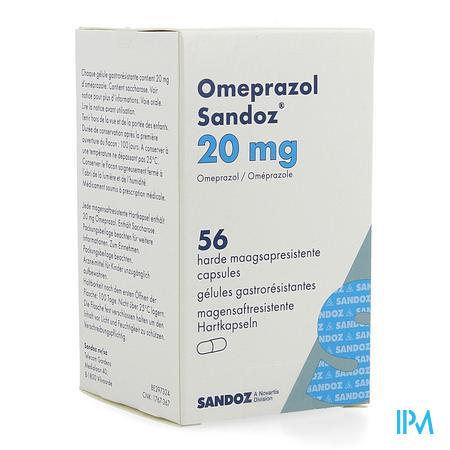 Chaque gélule gastrorésistante contient 20 mg
d'oméprazole. Contient saccharose. Voir
notice pour plus d'informations. Voie orale.
Lire la notice avant utilisation.
Tenir hors de la vue et de la portée des enfants.
Durée de conservation après la première
ouverture du flacon : 100 jours. A conserver à
une température ne dépassant pas 25°C.
Conserver le flacon soigneusement fermé à
l'abri de la lumière et de l'humidité.
Médicament soumis à prescription médicale.
Jede magensaftresistente Hartkapsel enthält
20 mg Omeprazol. Enthält Saccharose.
Packungsbeilage beachten für weitere
Informationen. Zum Einnehmen.
Packungsbeilage beachten.
Arzneimittel für Kinder unzugänglich
aufbewahren.
Haltbarkeit nach dem ersten Öffnen der
Flasche: 100 Tage. Nicht über 25°C lagern.
Die Flasche fest verschlossen halten um den
Inhalt vor Licht und Feuchtigkeit zu schützen.
Verschreibungspflichtig
Sandoz nv/sa
Telecom Gardens
Medialaan 40,
B-1800 Vilvoorde
BE297324
CNK: 1767-367
Omeprazol
Sandoz®
20 mg
Omeprazol / Oméprazole
56
harde maagsapresistente
capsules
gélules gastrorésistantes
magensaftresistente
Hartkapseln
SANDOZ A Novartis
Division
SANDOZ
SANDOZ
SANDOZ
IPM